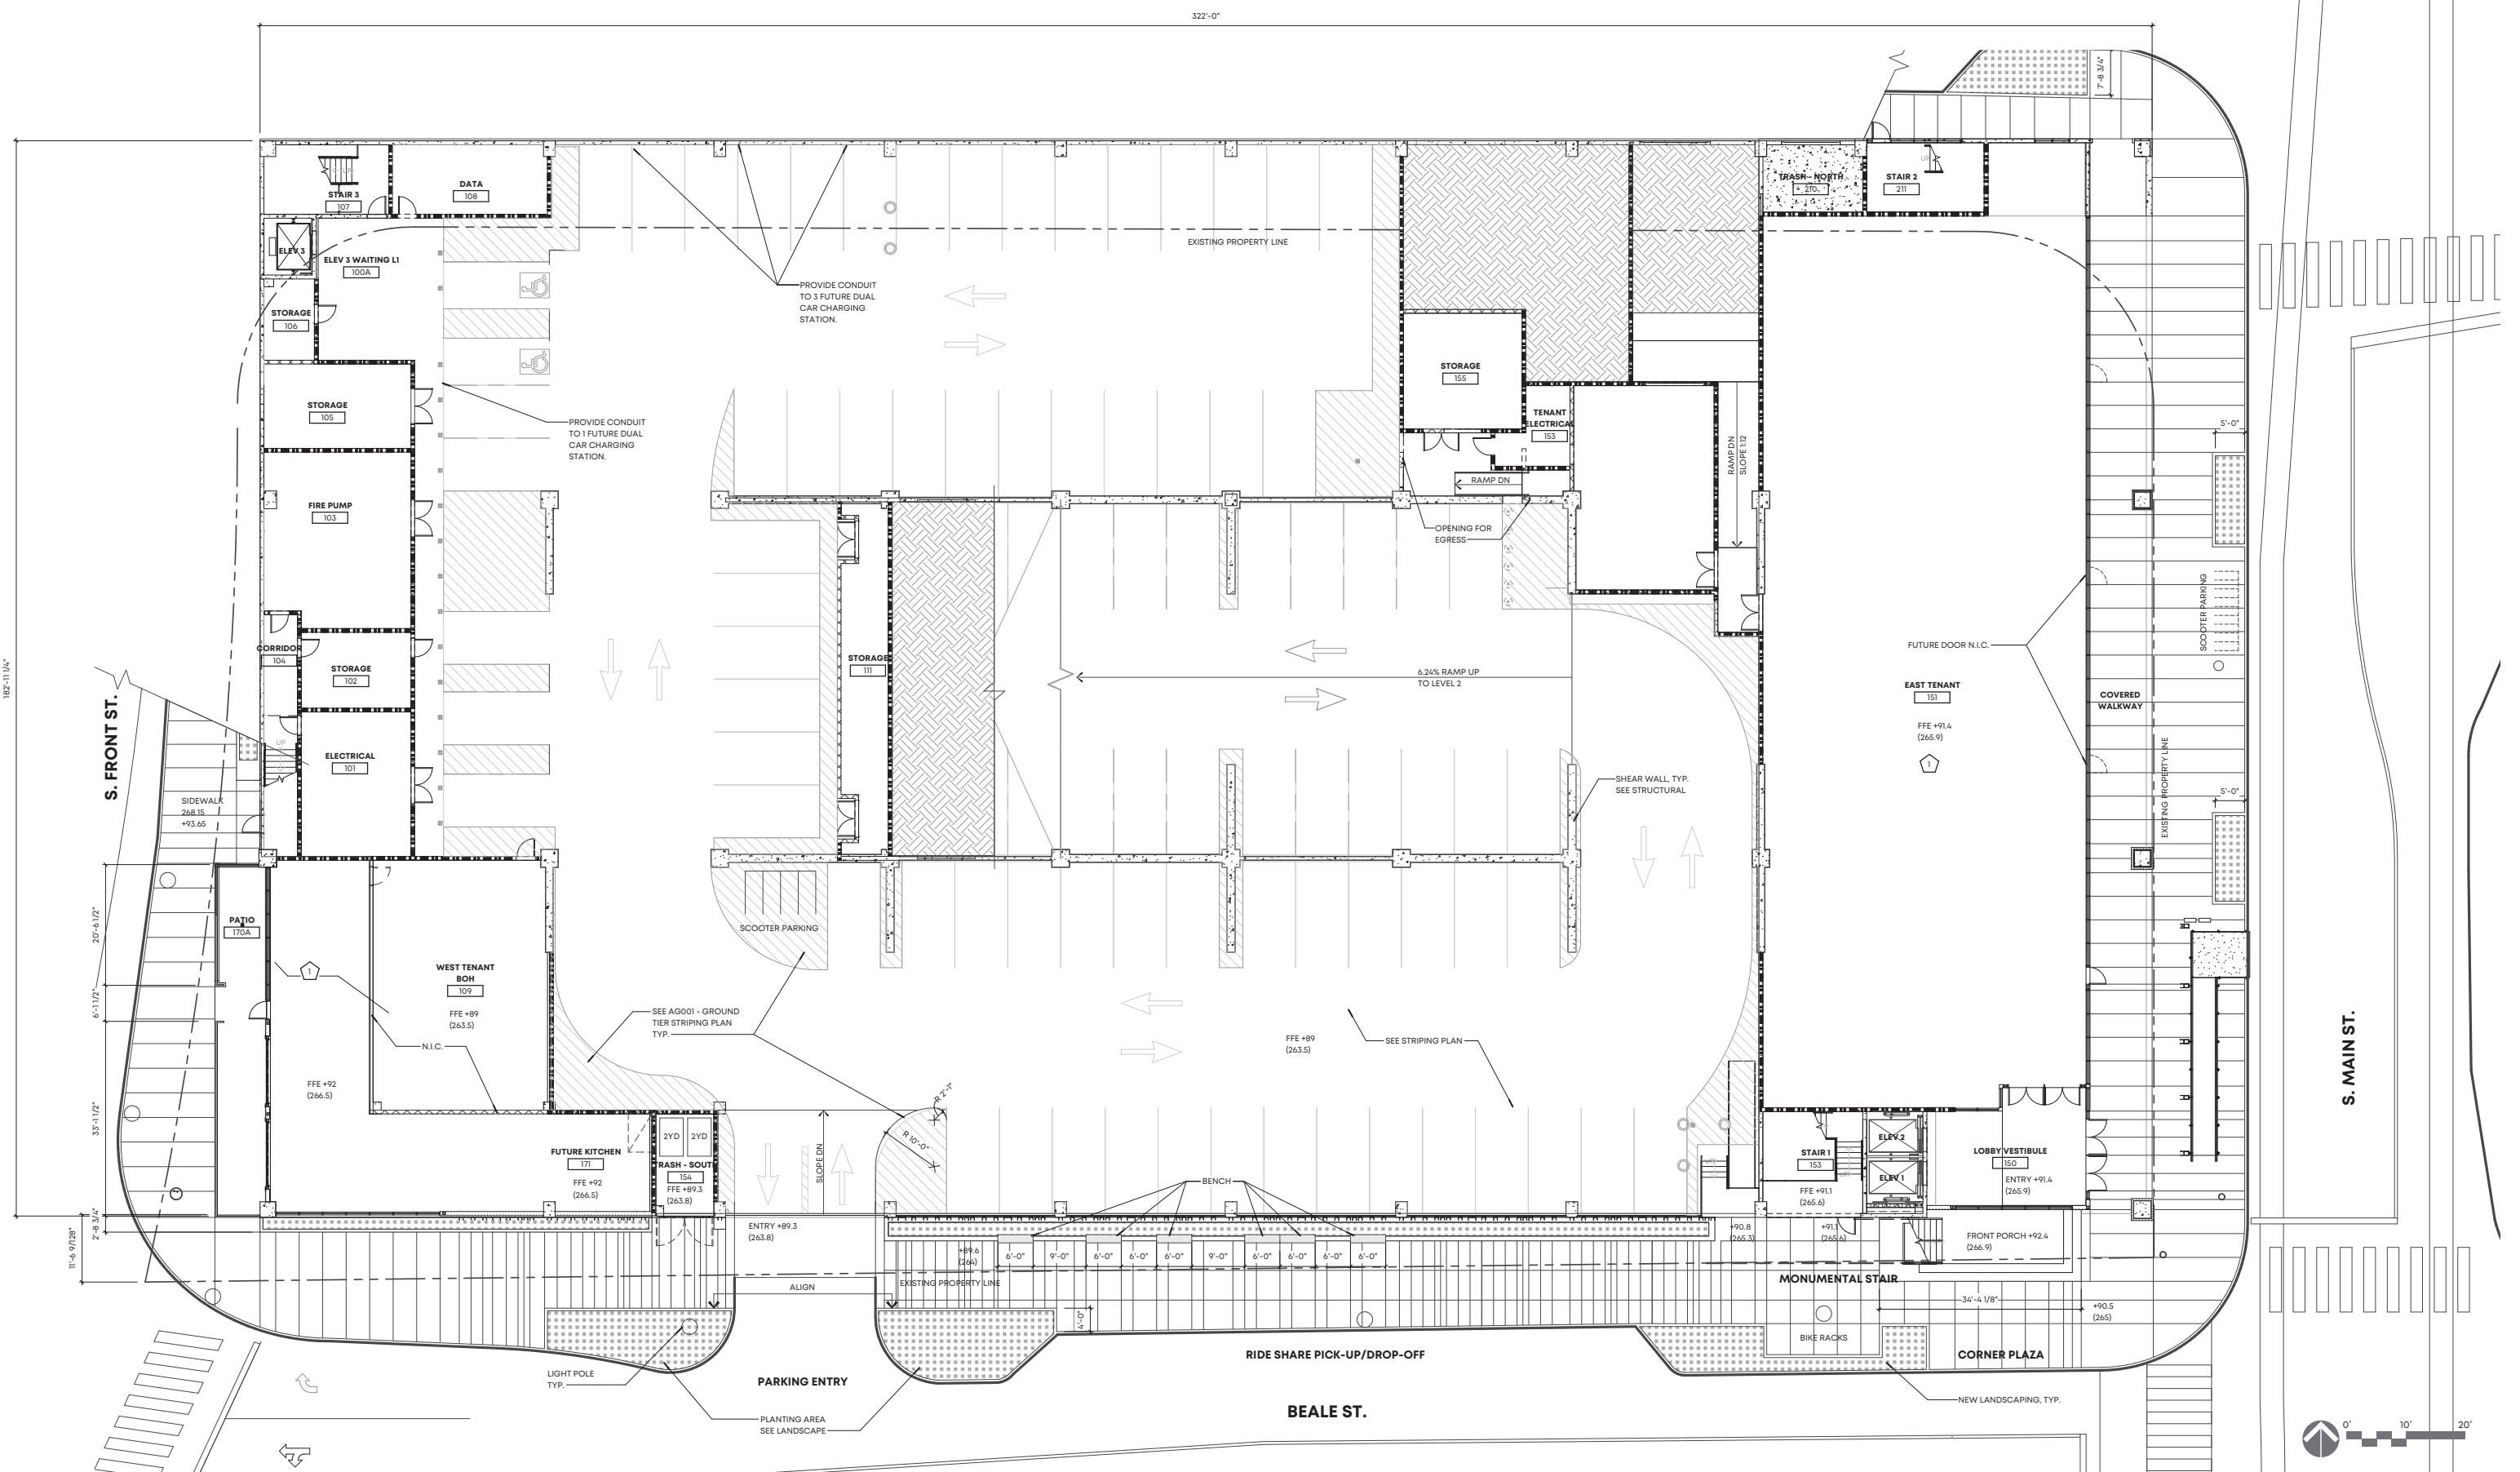 322'-0"
7'-8 3/4"
182'-11 1/4"
STAIR 3
107
UP
DATA
108
ELEV 3
ELEV 3 WAITING L1
100A
STORAGE
106
STORAGE
105
FIRE PUMP
103
CORRIDOR
104
STORAGE
102
ELECTRICAL
101
UP
EXISTING PROPERTY LINE
PROVIDE CONDUIT
TO 3 FUTURE DUAL
CAR CHARGING
STATION.
PROVIDE CONDUIT
TO 1 FUTURE DUAL
CAR CHARGING
STATION.
TRASH - NORTH
210
STAIR 2
211
UP
STORAGE
155
TENANT
ELECTRICAL
153
RAMP DN
SLOPE 1:12
RAMP DN
OPENING FOR
EGRESS
5'-0"
SCOOTER PARKING
FUTURE DOOR N.I.C.
EAST TENANT
151
FFE +91.4
(265.9)
1
COVERED
WALKWAY
EXISTING PROPERTY LINE
5'-0"
STORAGE
111
6.24% RAMP UP
TO LEVEL 2
SHEAR WALL, TYP.
SEE STRUCTURAL
S. FRONT ST.
SIDEWALK
268.15
+93.65
20'-6 1/2"
6'-1 1/2"
33'-1 1/2"
2'-8 3/4"
11'-6 9/128"
PATIO
170A
1
WEST TENANT
BOH
109
FFE +89
(263.5)
N.I.C.
FFE +92
(266.5)
SCOOTER PARKING
SEE AG001 - GROUND
TIER STRIPING PLAN
TYP.
FFE +89
(263.5)
SEE STRIPING PLAN
R 2'-1"
R 10'-0"
SLOPE DN
2YD
2YD
FUTURE KITCHEN
171
FFE +92
(266.5)
TRASH - SOUTH
154
FFE +89.3
(263.8)
ENTRY +89.3
(263.8)
BENCH
+89.6
(264)
6'-0"
9'-0"
6'-0"
6'-0"
6'-0"
9'-0"
6'-0"
6'-0"
6'-0"
6'-0"
EXISTING PROPERTY LINE
ALIGN
4'-0"
STAIR 1
153
FFE +91.1
(265.6)
ELEV 2
ELEV 1
LOBBY VESTIBULE
150
ENTRY +91.4
(265.9)
+90.8
(265.3)
+91.1
(265.6)
FRONT PORCH +92.4
(266.9)
MONUMENTAL STAIR
34'-4 1/8"
+90.5
(265)
BIKE RACKS
CORNER PLAZA
RIDE SHARE PICK-UP/DROP-OFF
LIGHT POLE
TYP.
PARKING ENTRY
PLANTING AREA
SEE LANDSCAPE
BEALE ST.
NEW LANDSCAPING, TYP.
S. MAIN ST.
0' 10' 20'